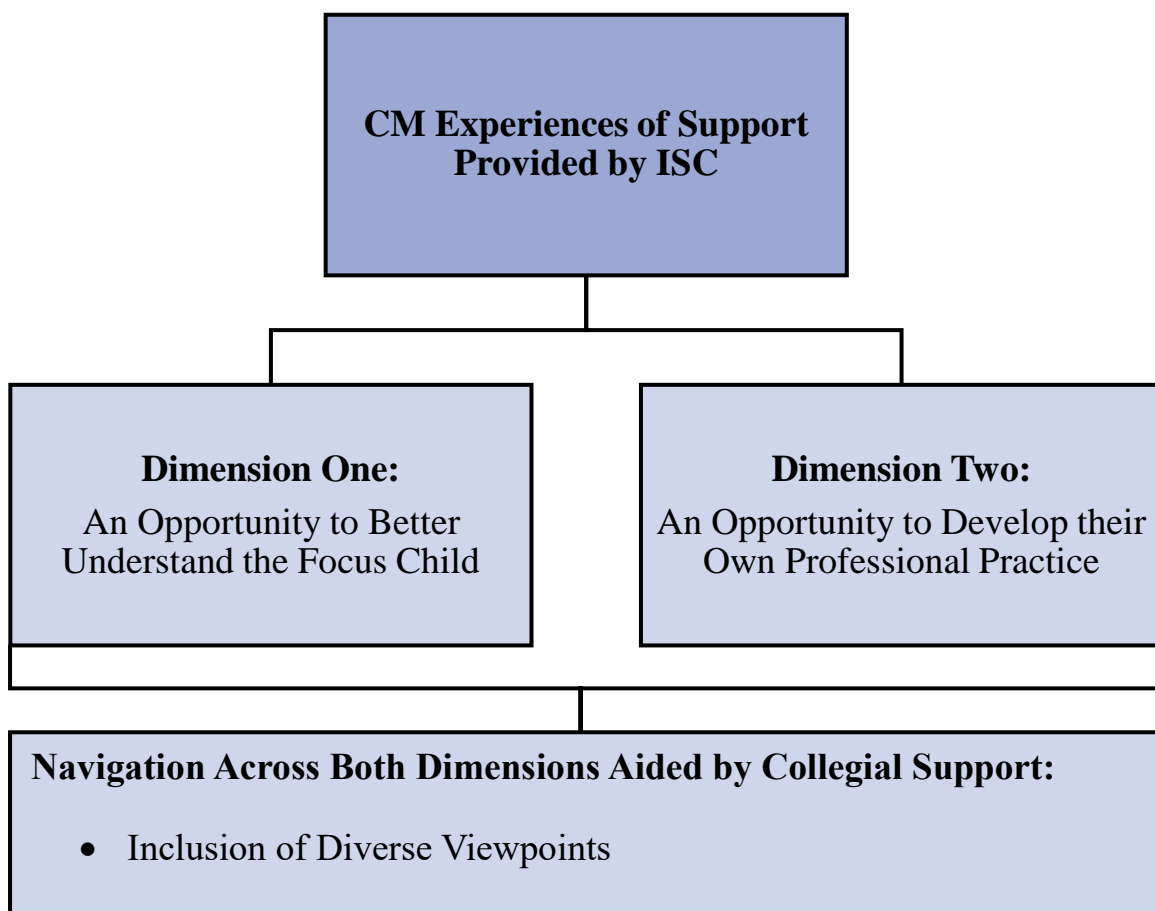 CM Experiences of Support
Provided by ISC
Dimension One:
An Opportunity to Better
Understand the Focus Child
Dimension Two:
An Opportunity to Develop their
Own Professional Practice
Navigation Across Both Dimensions Aided by Collegial Support:
• Inclusion of Diverse Viewpoints